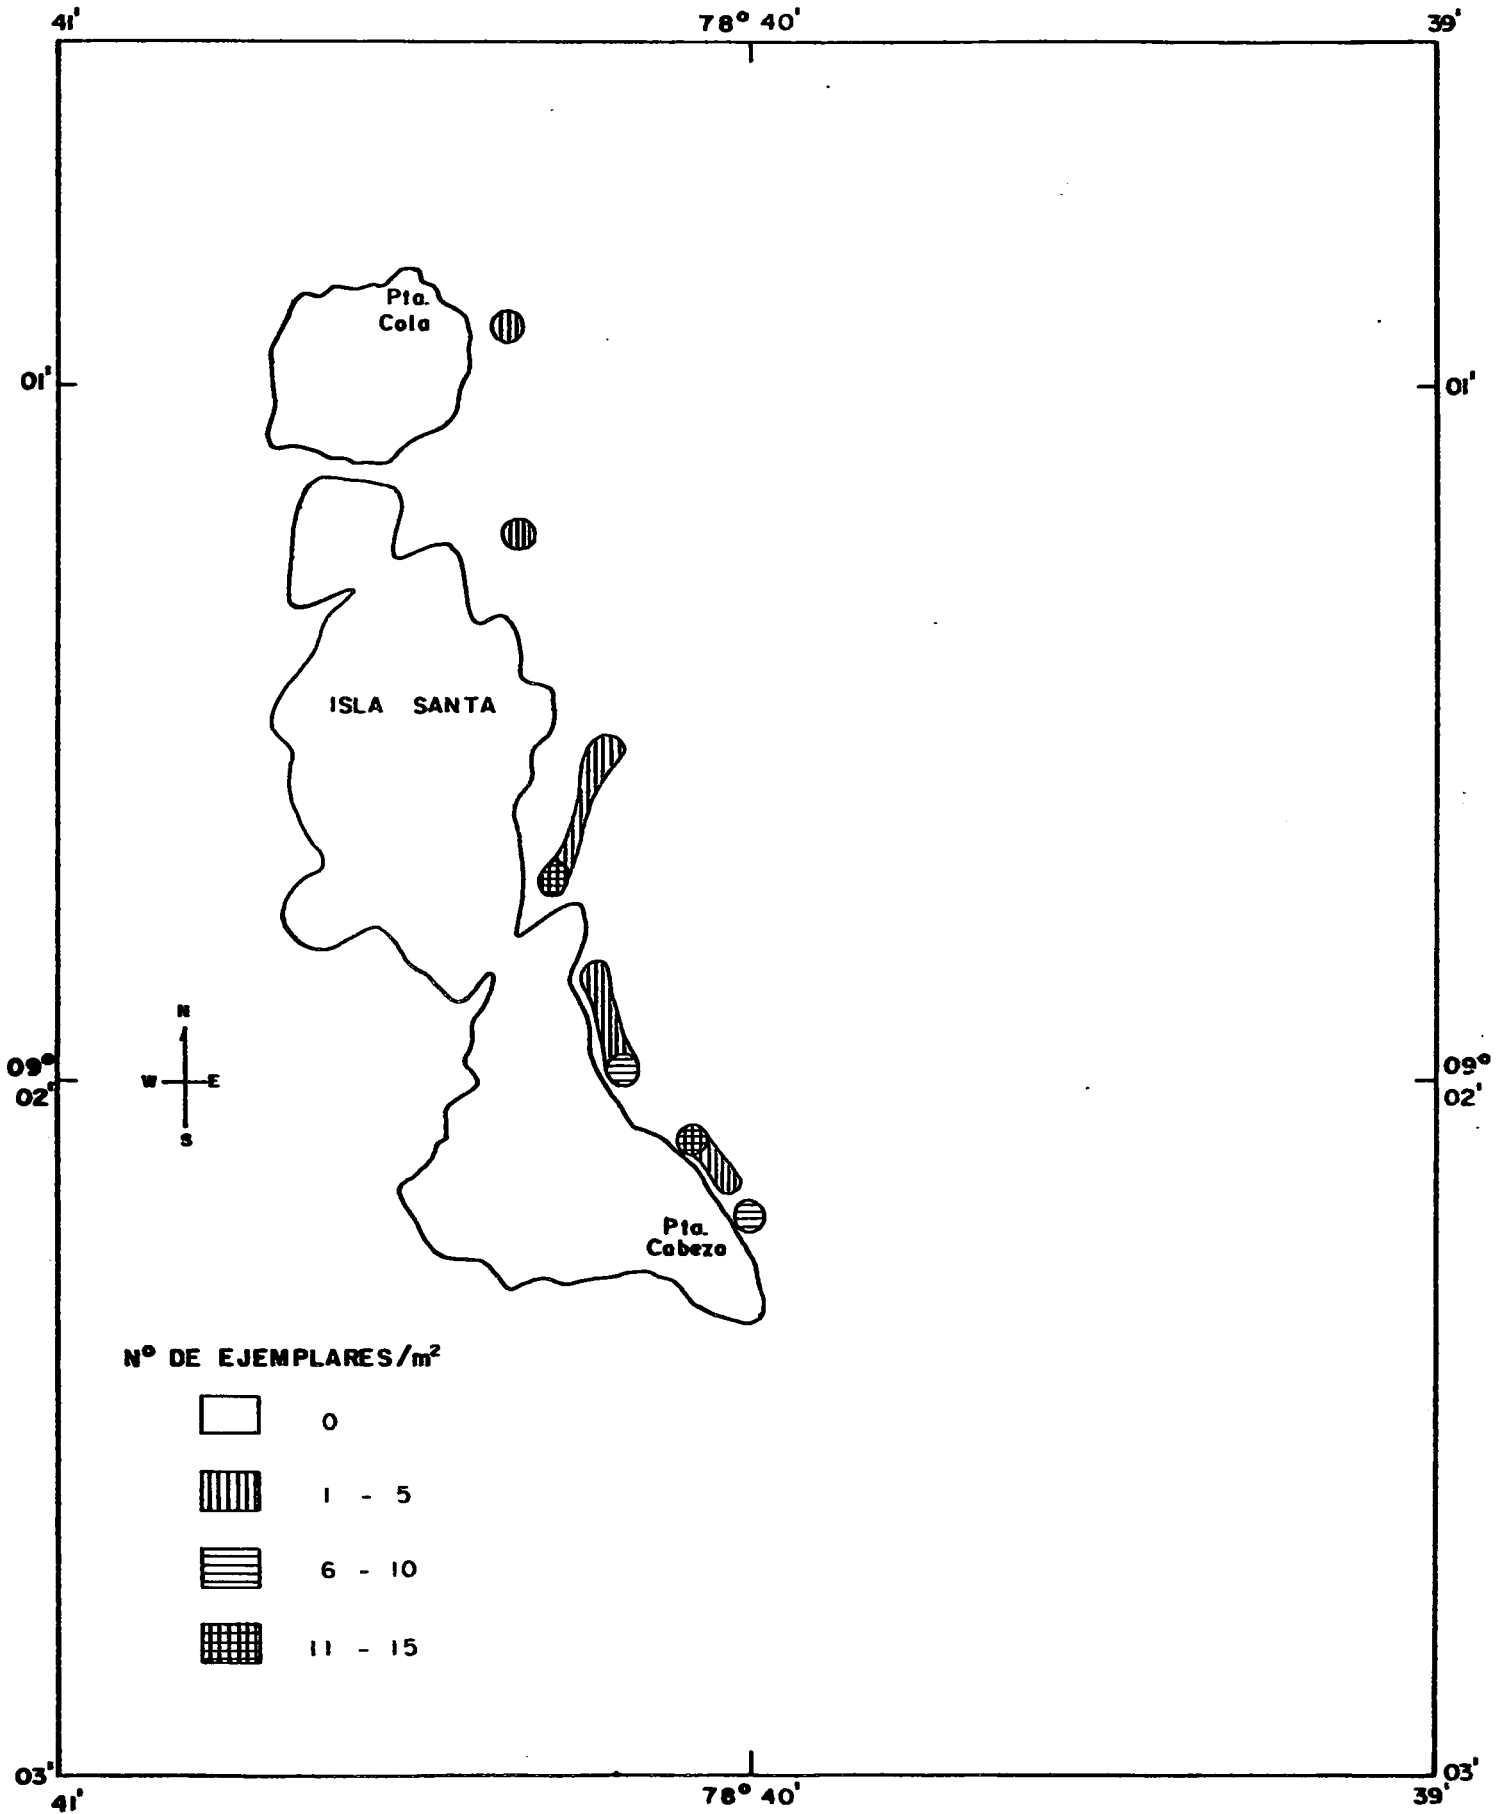 41' 78° 40' 39'
Pta.
Cola
01' 01'
ISLA SANTA
N
09° 09°
W E
02' 02'
S
Pta.
Cabeza
N° DE EJEMPLARES/m²
0
1 - 5
6 - 10
11 - 15
03' 03'
41' 78° 40' 39'